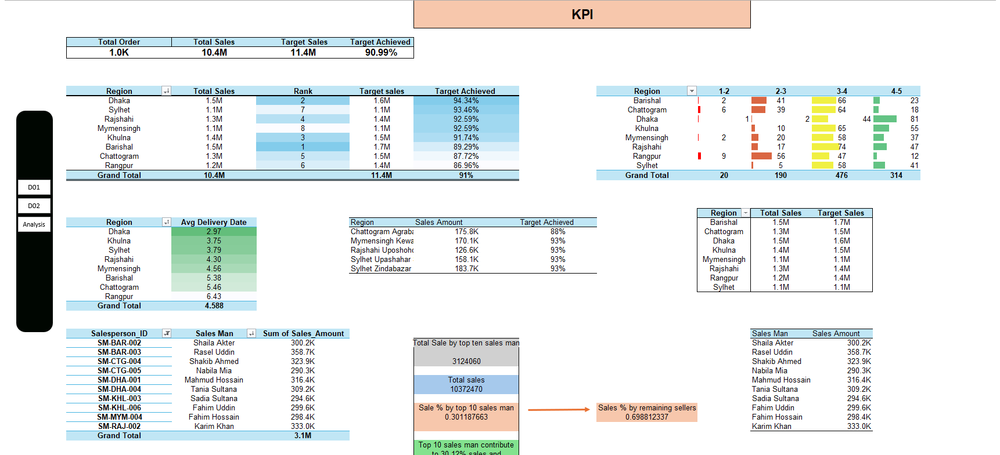 KPI
Total Order Total Sales Target Sales Target Achieved
1.0K 10.4M 11.4M 90.99%
Region Total Sales Rank Target sales Target Achieved
Dhaka 1.5M 2 1.6M 94.34%
Sylhet 1.1M 7 1.1M 93.46%
Rajshahi 1.3M 4 1.4M 92.59%
Mymensingh 1.1M 8 1.1M 92.59%
Khulna 1.4M 3 1.5M 91.74%
Barishal 1.5M 1 1.7M 89.29%
Chattogram 1.3M 5 1.5M 87.72%
Rangpur 1.2M 6 1.4M 86.96%
Grand Total 10.4M 11.4M 91%
Region 1-2 2-3 3-4 4-5
Barishal 2 41 66 23
Chattogram 6 39 64 18
Dhaka 1 2 44 81
Khulna 10 65 55
Mymensingh 2 20 58 37
Rajshahi 17 74 47
Rangpur 9 56 47 12
Sylhet 5 58 41
Grand Total 20 190 476 314
D01
D02
Analysis
Region Avg Delivery Date
Dhaka 2.97
Khulna 3.75
Sylhet 3.79
Rajshahi 4.30
Mymensingh 4.56
Barishal 5.38
Chattogram 5.46
Rangpur 6.43
Grand Total 4.588
Region Sales Amount Target Achieved
Chattogram Agraba 175.8K 88%
Mymensingh Kewa 170.1K 93%
Rajshahi Uposhoho 126.6K 93%
Sylhet Upashahar 158.1K 93%
Sylhet Zindabazar 183.7K 93%
Region Total Sales Target Sales
Barishal 1.5M 1.7M
Chattogram 1.3M 1.5M
Dhaka 1.5M 1.6M
Khulna 1.4M 1.5M
Mymensingh 1.1M 1.1M
Rajshahi 1.3M 1.4M
Rangpur 1.2M 1.4M
Sylhet 1.1M 1.1M
Salesperson_ID Sales Man Sum of Sales_Amount
SM-BAR-002 Shaila Akter 300.2K
SM-BAR-003 Rasel Uddin 358.7K
SM-CTG-004 Shakib Ahmed 323.9K
SM-CTG-005 Nabila Mia 290.3K
SM-DHA-001 Mahmud Hossain 316.4K
SM-DHA-004 Tania Sultana 309.2K
SM-KHL-003 Sadia Sultana 294.6K
SM-KHL-006 Fahim Uddin 299.6K
SM-MYM-004 Fahim Hossain 298.4K
SM-RAJ-002 Karim Khan 333.0K
Grand Total 3.1M
Total Sale by top ten sales man
3124060
Total sales
10372470
Sale % by top 10 sales man
0.301187663
Top 10 sales man contribute
to 30.12% sales and
Sales % by remaining sellers
0.698812337
Sales Man Sales Amount
Shaila Akter 300.2K
Rasel Uddin 358.7K
Shakib Ahmed 323.9K
Nabila Mia 290.3K
Mahmud Hossain 316.4K
Tania Sultana 309.2K
Sadia Sultana 294.6K
Fahim Uddin 299.6K
Fahim Hossain 298.4K
Karim Khan 333.0K